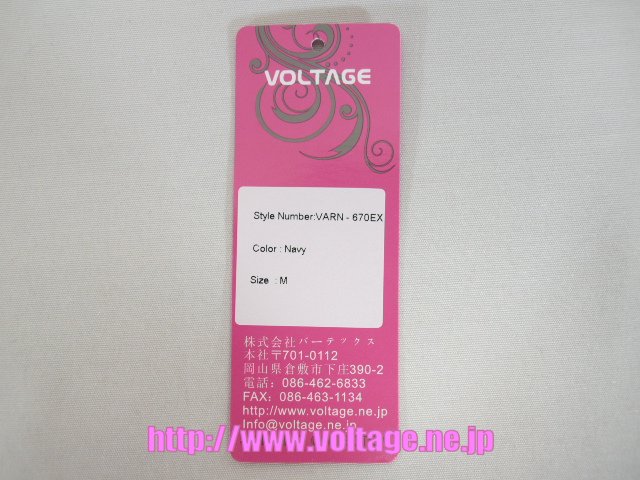 VOLTAGE
Style Number:VARN - 670EX
Color : Navy
Size : M
株式会社バーテックス
本社〒701-0112
岡山県倉敷市下庄390-2
電話：086-462-6833
FAX：086-463-1134
http://www.voltage.ne.jp
Info@voltage.ne.jp
http://www.voltage.ne.jp